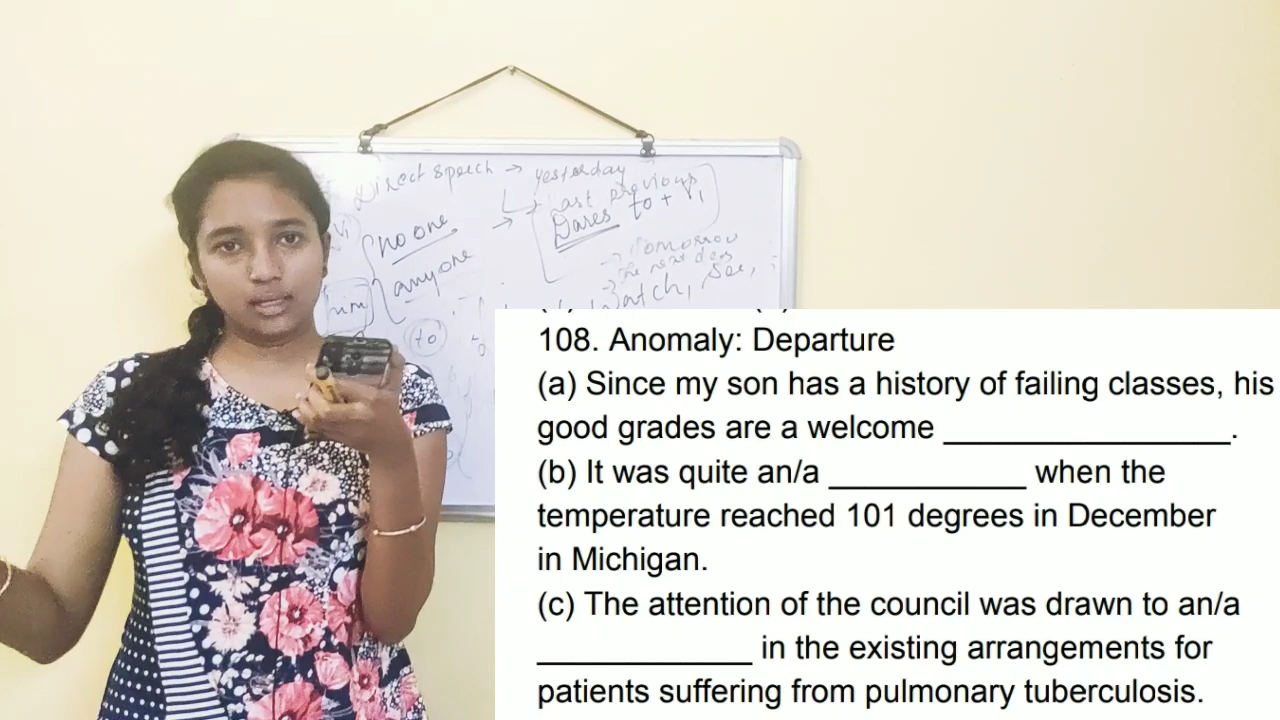 Direct speech → yesterday
Last previous
no one → Dares to + V1
anyone
Tomorrow
the next day
Watch, See,
to
108. Anomaly: Departure
(a) Since my son has a history of failing classes, his
good grades are a welcome ________________.
(b) It was quite an/a ___________ when the
temperature reached 101 degrees in December
in Michigan.
(c) The attention of the council was drawn to an/a
____________ in the existing arrangements for
patients suffering from pulmonary tuberculosis.